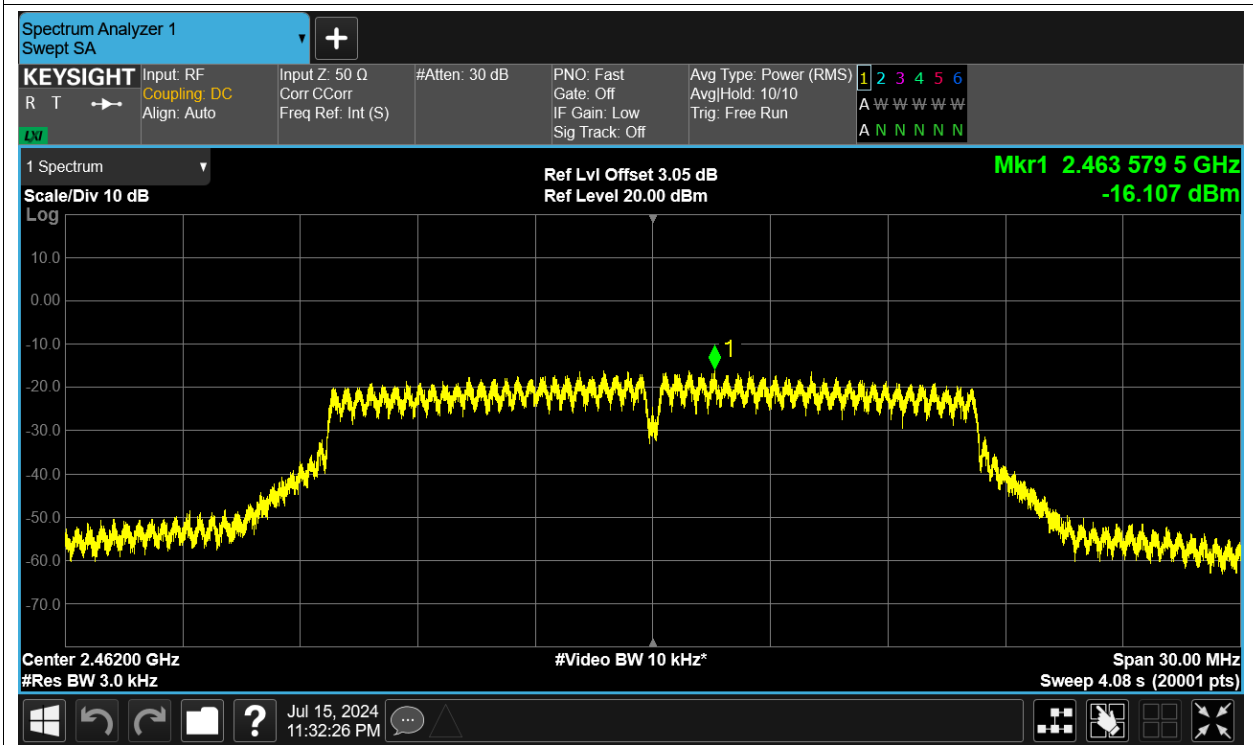 Spectrum Analyzer 1
Swept SA
KEYSIGHT
R T
LXI
Input: RF
Coupling: DC
Align: Auto
Input Z: 50 Ω
Corr CCorr
Freq Ref: Int (S)
#Atten: 30 dB
PNO: Fast
Gate: Off
IF Gain: Low
Sig Track: Off
Avg Type: Power (RMS)
Avg|Hold: 10/10
Trig: Free Run
1 2 3 4 5 6
A W W W W W
A N N N N N
1 Spectrum
Scale/Div 10 dB
Ref Lvl Offset 3.05 dB
Ref Level 20.00 dBm
Mkr1 2.463 579 5 GHz
-16.107 dBm
Log
10.0
0.00
-10.0
1
-20.0
-30.0
-40.0
-50.0
-60.0
-70.0
Center 2.46200 GHz
#Video BW 10 kHz*
Span 30.00 MHz
#Res BW 3.0 kHz
Sweep 4.08 s (20001 pts)
?
Jul 15, 2024
11:32:26 PM